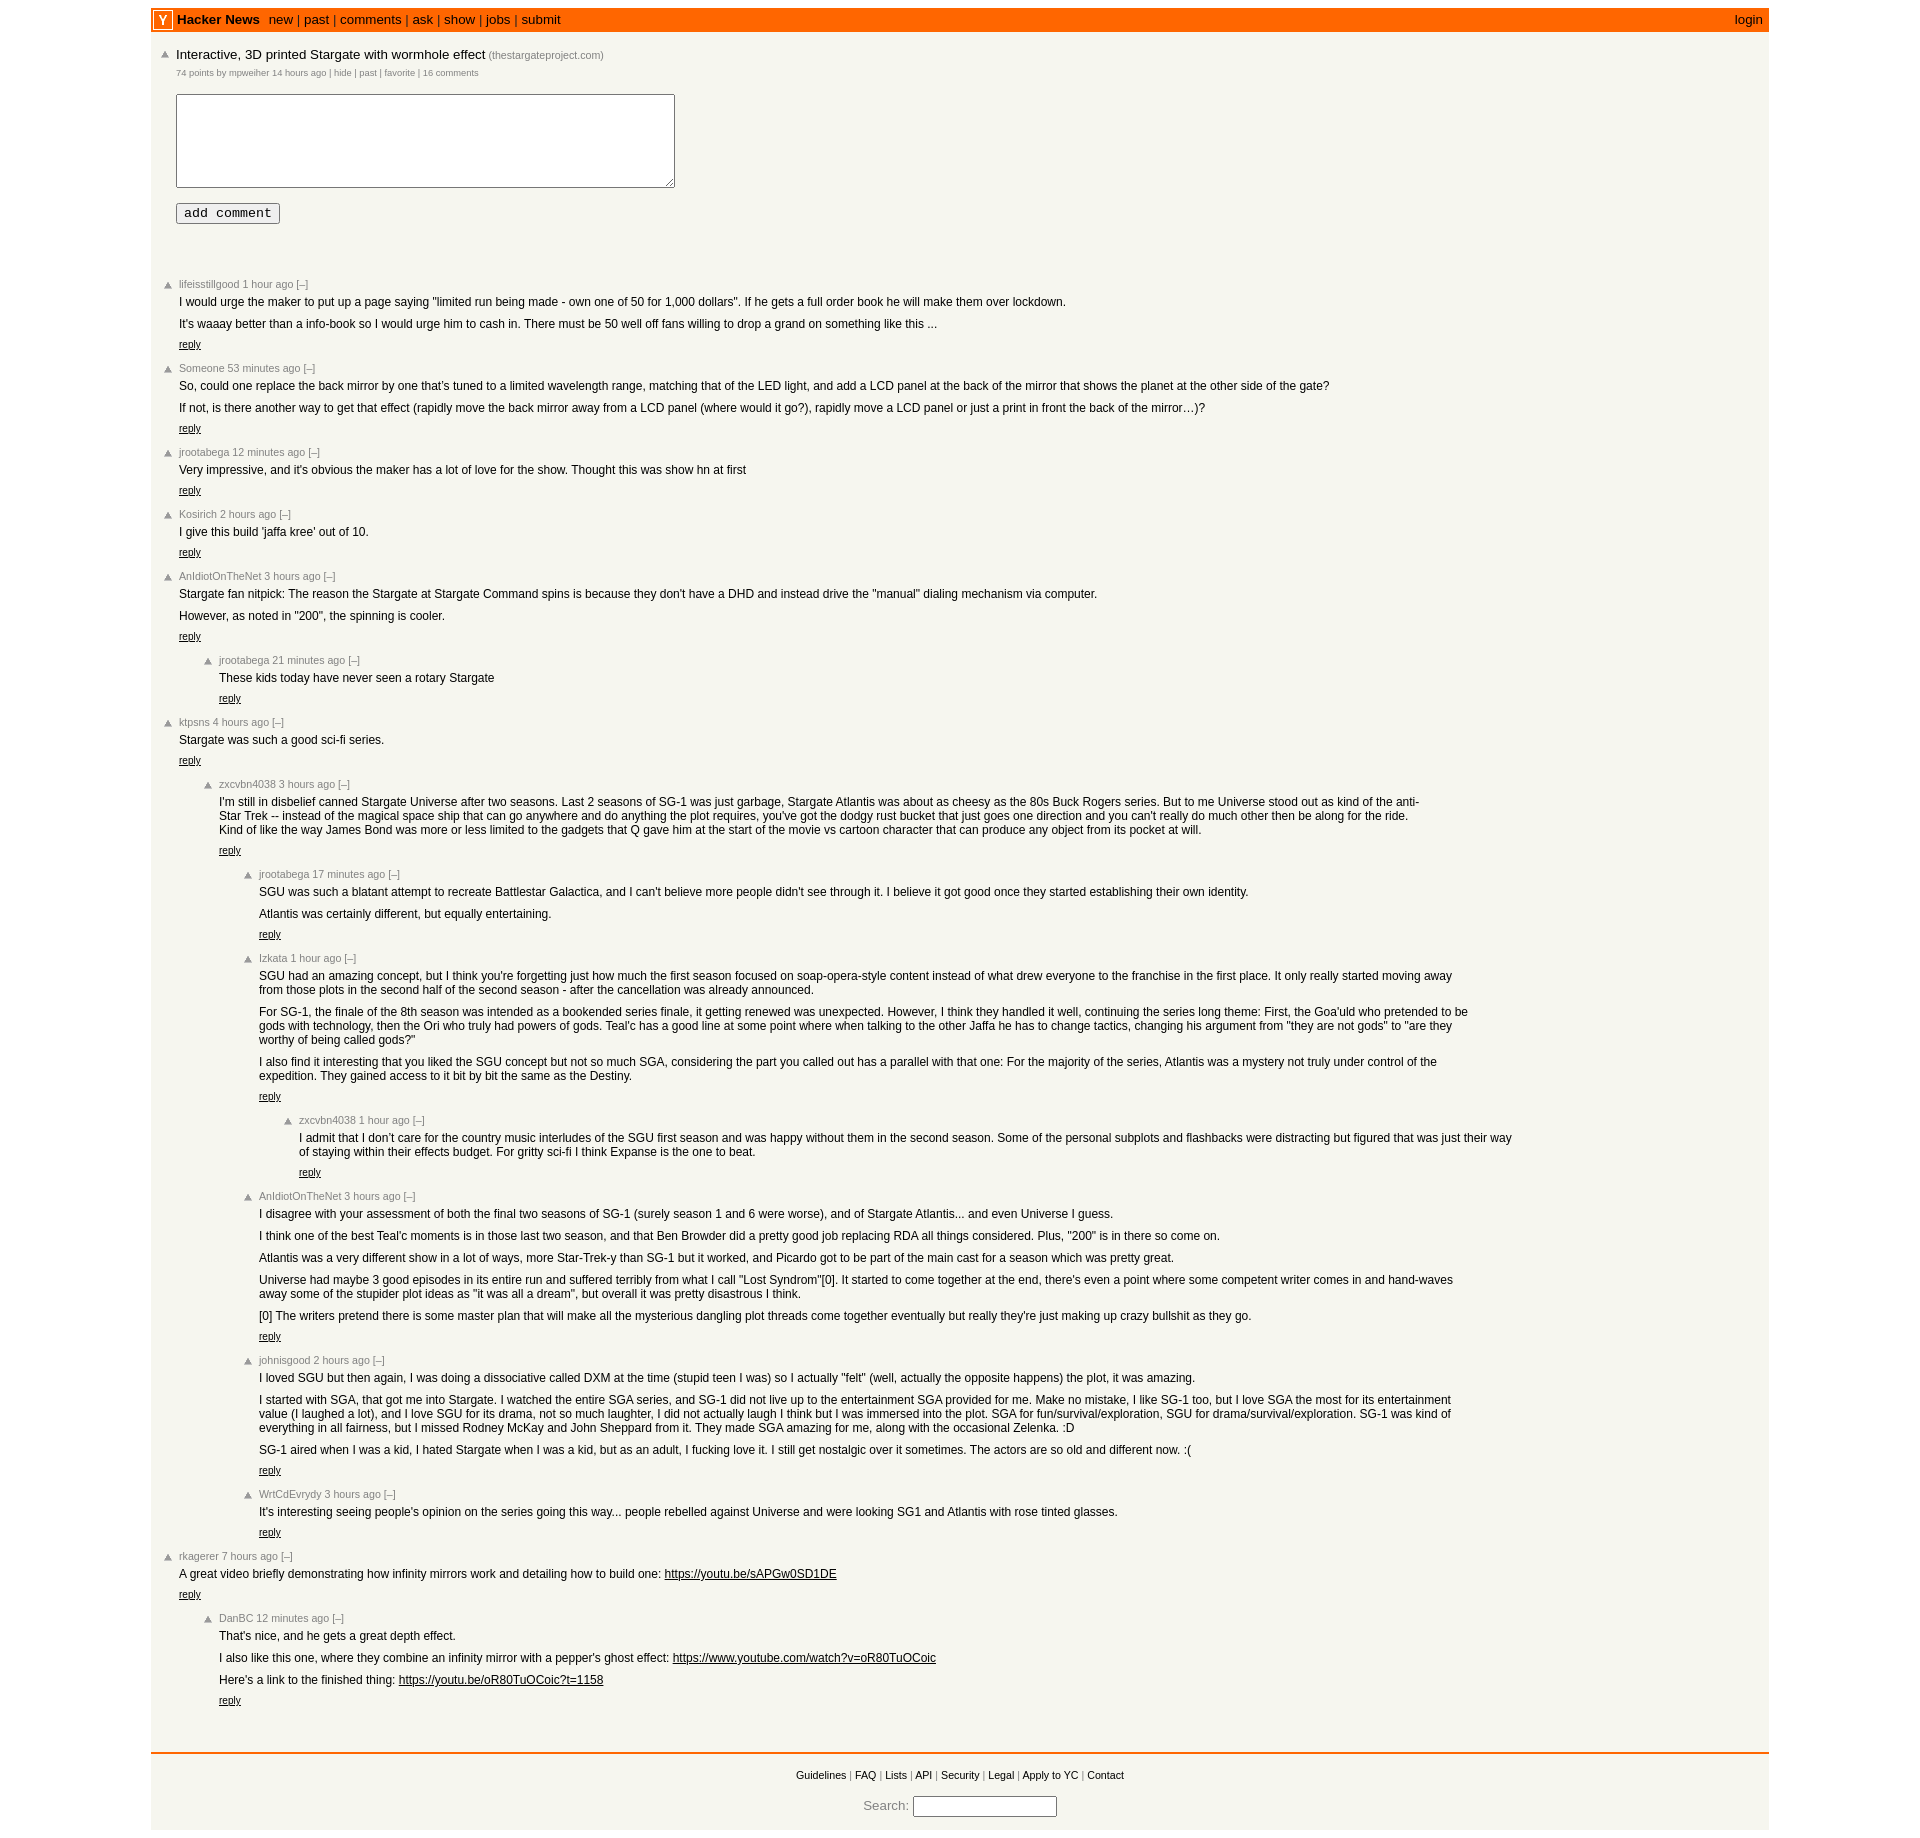 Y Hacker News new | past | comments | ask | show | jobs | submit login
Interactive, 3D printed Stargate with wormhole effect (thestargateproject.com)
74 points by mpweiher 14 hours ago | hide | past | favorite | 16 comments
add comment
lifeisstillgood 1 hour ago [–]
I would urge the maker to put up a page saying "limited run being made - own one of 50 for 1,000 dollars". If he gets a full order book he will make them over lockdown.
It's waaay better than a info-book so I would urge him to cash in. There must be 50 well off fans willing to drop a grand on something like this ...
reply
Someone 53 minutes ago [–]
So, could one replace the back mirror by one that's tuned to a limited wavelength range, matching that of the LED light, and add a LCD panel at the back of the mirror that shows the planet at the other side of the gate?
If not, is there another way to get that effect (rapidly move the back mirror away from a LCD panel (where would it go?), rapidly move a LCD panel or just a print in front the back of the mirror…)?
reply
jrootabega 12 minutes ago [–]
Very impressive, and it's obvious the maker has a lot of love for the show. Thought this was show hn at first
reply
Kosirich 2 hours ago [–]
I give this build 'jaffa kree' out of 10.
reply
AnIdiotOnTheNet 3 hours ago [–]
Stargate fan nitpick: The reason the Stargate at Stargate Command spins is because they don't have a DHD and instead drive the "manual" dialing mechanism via computer.
However, as noted in "200", the spinning is cooler.
reply
jrootabega 21 minutes ago [–]
These kids today have never seen a rotary Stargate
reply
ktpsns 4 hours ago [–]
Stargate was such a good sci-fi series.
reply
zxcvbn4038 3 hours ago [–]
I'm still in disbelief canned Stargate Universe after two seasons. Last 2 seasons of SG-1 was just garbage, Stargate Atlantis was about as cheesy as the 80s Buck Rogers series. But to me Universe stood out as kind of the anti-
Star Trek -- instead of the magical space ship that can go anywhere and do anything the plot requires, you've got the dodgy rust bucket that just goes one direction and you can't really do much other then be along for the ride.
Kind of like the way James Bond was more or less limited to the gadgets that Q gave him at the start of the movie vs cartoon character that can produce any object from its pocket at will.
reply
jrootabega 17 minutes ago [–]
SGU was such a blatant attempt to recreate Battlestar Galactica, and I can't believe more people didn't see through it. I believe it got good once they started establishing their own identity.
Atlantis was certainly different, but equally entertaining.
reply
Izkata 1 hour ago [–]
SGU had an amazing concept, but I think you're forgetting just how much the first season focused on soap-opera-style content instead of what drew everyone to the franchise in the first place. It only really started moving away
from those plots in the second half of the second season - after the cancellation was already announced.
For SG-1, the finale of the 8th season was intended as a bookended series finale, it getting renewed was unexpected. However, I think they handled it well, continuing the series long theme: First, the Goa'uld who pretended to be
gods with technology, then the Ori who truly had powers of gods. Teal'c has a good line at some point where when talking to the other Jaffa he has to change tactics, changing his argument from "they are not gods" to "are they
worthy of being called gods?"
I also find it interesting that you liked the SGU concept but not so much SGA, considering the part you called out has a parallel with that one: For the majority of the series, Atlantis was a mystery not truly under control of the
expedition. They gained access to it bit by bit the same as the Destiny.
reply
zxcvbn4038 1 hour ago [–]
I admit that I don't care for the country music interludes of the SGU first season and was happy without them in the second season. Some of the personal subplots and flashbacks were distracting but figured that was just their way
of staying within their effects budget. For gritty sci-fi I think Expanse is the one to beat.
reply
AnIdiotOnTheNet 3 hours ago [–]
I disagree with your assessment of both the final two seasons of SG-1 (surely season 1 and 6 were worse), and of Stargate Atlantis... and even Universe I guess.
I think one of the best Teal'c moments is in those last two season, and that Ben Browder did a pretty good job replacing RDA all things considered. Plus, "200" is in there so come on.
Atlantis was a very different show in a lot of ways, more Star-Trek-y than SG-1 but it worked, and Picardo got to be part of the main cast for a season which was pretty great.
Universe had maybe 3 good episodes in its entire run and suffered terribly from what I call "Lost Syndrom"[0]. It started to come together at the end, there's even a point where some competent writer comes in and hand-waves
away some of the stupider plot ideas as "it was all a dream", but overall it was pretty disastrous I think.
[0] The writers pretend there is some master plan that will make all the mysterious dangling plot threads come together eventually but really they're just making up crazy bullshit as they go.
reply
johnisgood 2 hours ago [–]
I loved SGU but then again, I was doing a dissociative called DXM at the time (stupid teen I was) so I actually "felt" (well, actually the opposite happens) the plot, it was amazing.
I started with SGA, that got me into Stargate. I watched the entire SGA series, and SG-1 did not live up to the entertainment SGA provided for me. Make no mistake, I like SG-1 too, but I love SGA the most for its entertainment
value (I laughed a lot), and I love SGU for its drama, not so much laughter, I did not actually laugh I think but I was immersed into the plot. SGA for fun/survival/exploration, SGU for drama/survival/exploration. SG-1 was kind of
everything in all fairness, but I missed Rodney McKay and John Sheppard from it. They made SGA amazing for me, along with the occasional Zelenka. :D
SG-1 aired when I was a kid, I hated Stargate when I was a kid, but as an adult, I fucking love it. I still get nostalgic over it sometimes. The actors are so old and different now. :(
reply
WrtCdEvrydy 3 hours ago [–]
It's interesting seeing people's opinion on the series going this way... people rebelled against Universe and were looking SG1 and Atlantis with rose tinted glasses.
reply
rkagerer 7 hours ago [–]
A great video briefly demonstrating how infinity mirrors work and detailing how to build one: https://youtu.be/sAPGw0SD1DE
reply
DanBC 12 minutes ago [–]
That's nice, and he gets a great depth effect.
I also like this one, where they combine an infinity mirror with a pepper's ghost effect: https://www.youtube.com/watch?v=oR80TuOCoic
Here's a link to the finished thing: https://youtu.be/oR80TuOCoic?t=1158
reply
Guidelines | FAQ | Lists | API | Security | Legal | Apply to YC | Contact
Search: